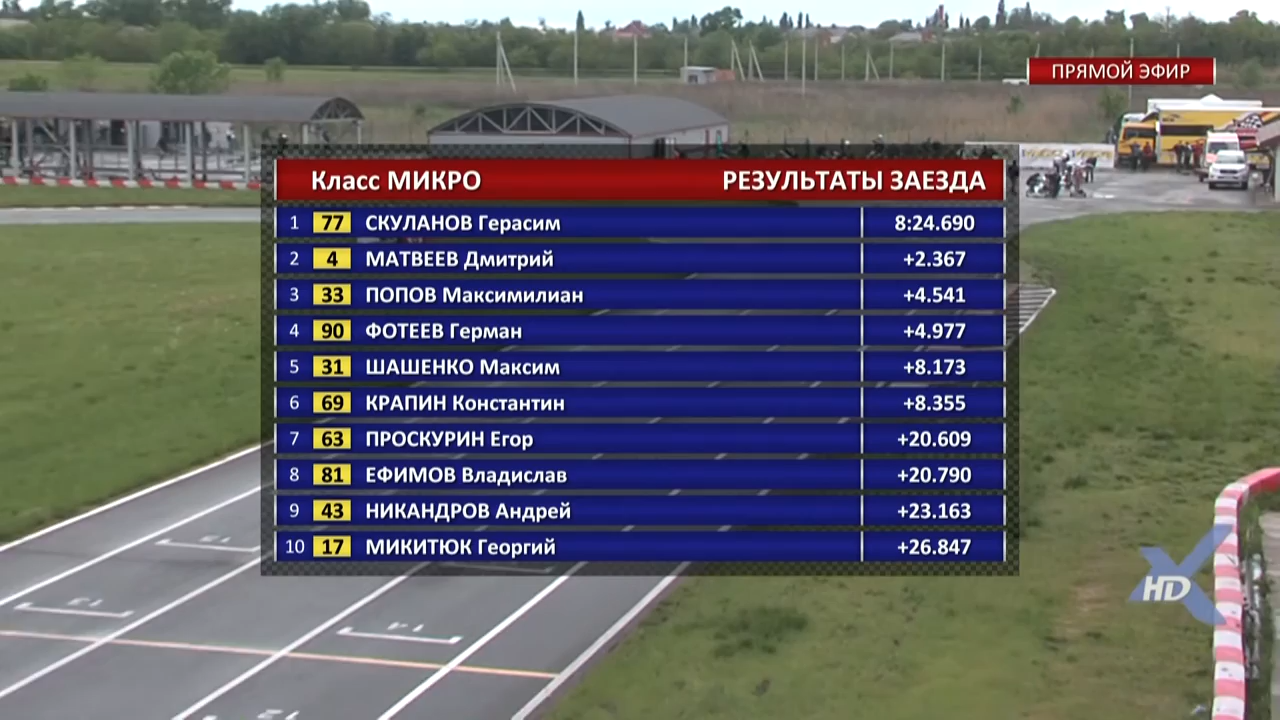 ПРЯМОЙ ЭФИР
Класс МИКРО РЕЗУЛЬТАТЫ ЗАЕЗДА
1 77 СКУЛАНОВ Герасим 8:24.690
2 4 МАТВЕЕВ Дмитрий +2.367
3 33 ПОПОВ Максимилиан +4.541
4 90 ФОТЕЕВ Герман +4.977
5 31 ШАШЕНКО Максим +8.173
6 69 КРАПИН Константин +8.355
7 63 ПРОСКУРИН Егор +20.609
8 81 ЕФИМОВ Владислав +20.790
9 43 НИКАНДРОВ Андрей +23.163
10 17 МИКИТЮК Георгий +26.847
X HD
13
14
12